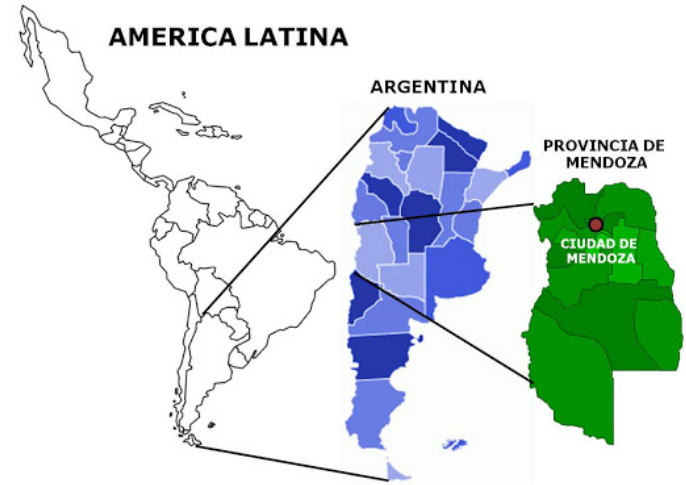 AMERICA LATINA
ARGENTINA
PROVINCIA DE
MENDOZA
CIUDAD DE
MENDOZA